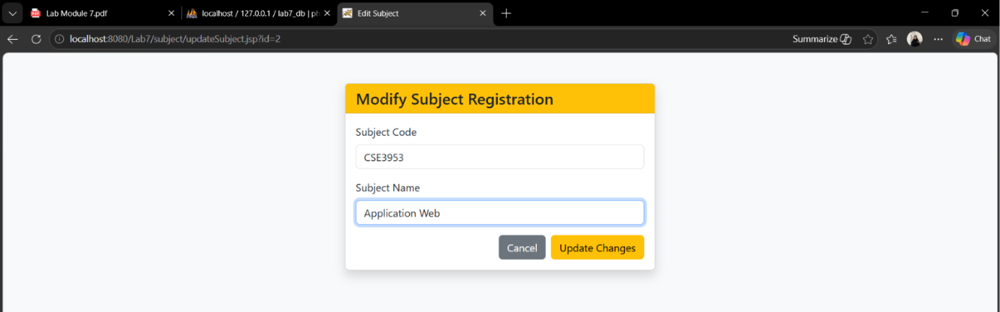 Lab Module 7.pdf
localhost / 127.0.0.1 / lab7_db | ph
Edit Subject
localhost:8080/Lab7/subject/updateSubject.jsp?id=2
Summarize
Chat
Modify Subject Registration
Subject Code
CSE3953
Subject Name
Application Web
Cancel
Update Changes